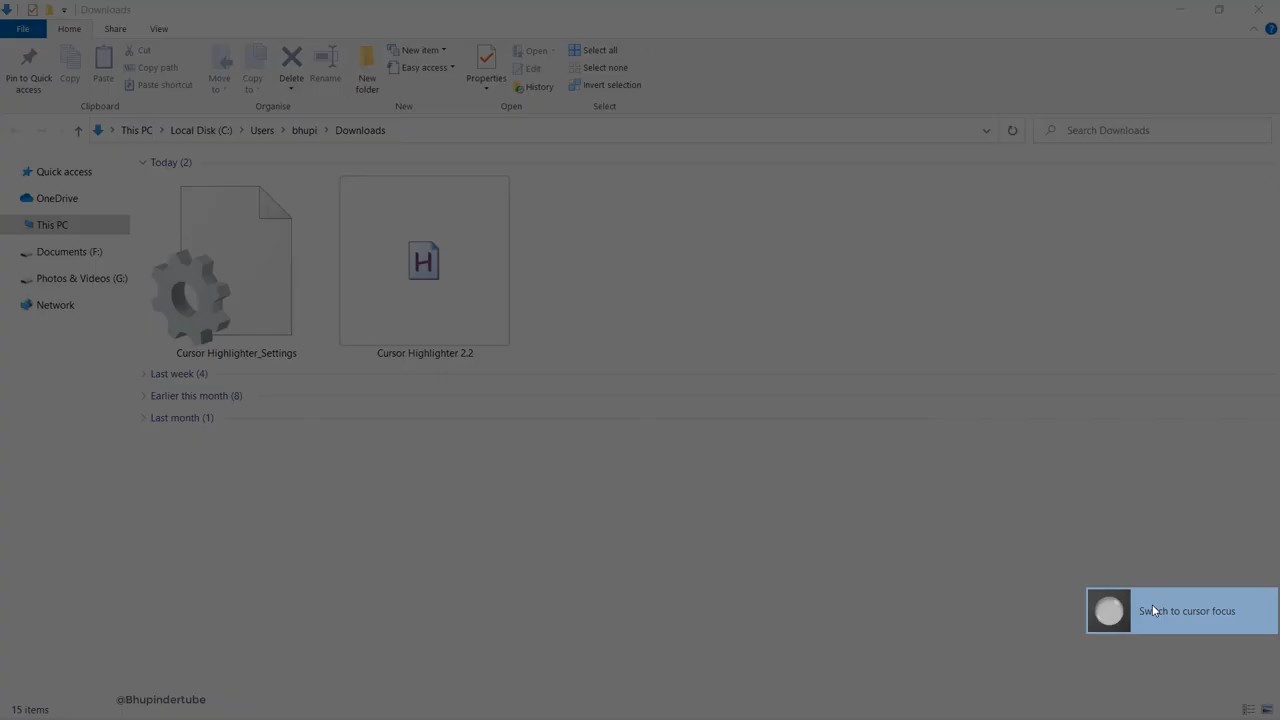 Downloads
File
Home
Share
View
Pin to Quick access
Copy
Paste
Cut
Copy path
Paste shortcut
Clipboard
Move to
Copy to
Delete
Rename
Organise
New folder
New item
Easy access
New
Properties
Open
Edit
History
Open
Select all
Select none
Invert selection
Select
This PC
Local Disk (C:)
Users
bhupi
Downloads
Search Downloads
Quick access
OneDrive
This PC
Documents (F:)
Photos & Videos (G:)
Network
Today (2)
H
Cursor Highlighter_Settings
Cursor Highlighter 2.2
Last week (4)
Earlier this month (8)
Last month (1)
Switch to cursor focus
@Bhupindertube
15 items